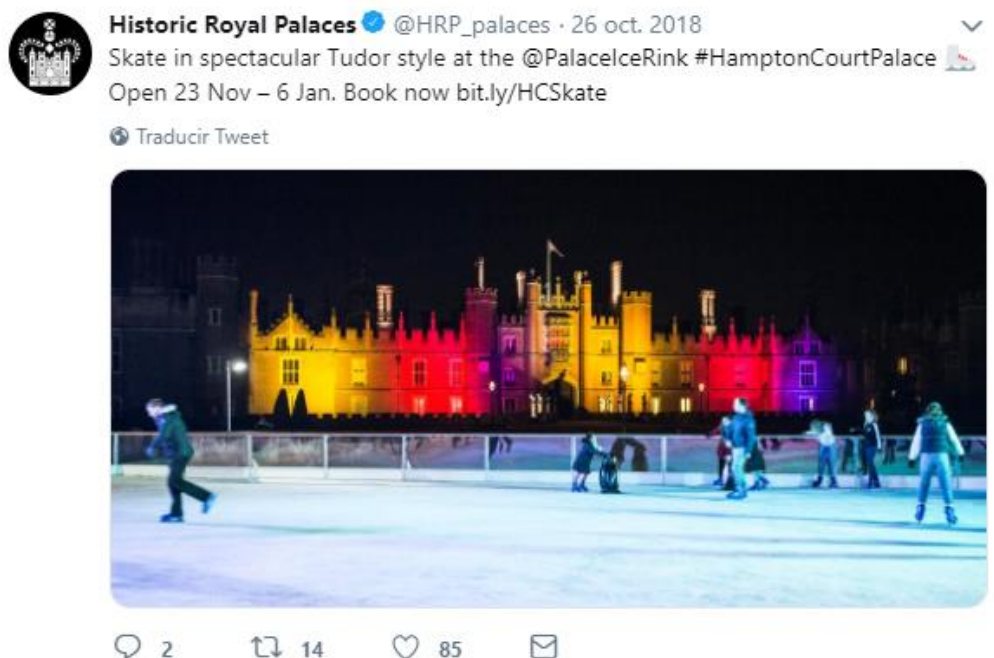 Historic Royal Palaces @HRP_palaces · 26 oct. 2018
Skate in spectacular Tudor style at the @PalaceIceRink #HamptonCourtPalace ⛸
Open 23 Nov – 6 Jan. Book now bit.ly/HCSkate
Traducir Tweet
2 14 85